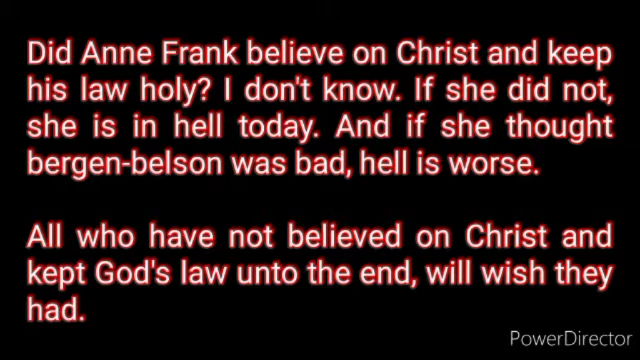 Did Anne Frank believe on Christ and keep
his law holy? I don't know. If she did not,
she is in hell today. And if she thought
bergen-belson was bad, hell is worse.
All who have not believed on Christ and
kept God's law unto the end, will wish they
had.
PowerDirector